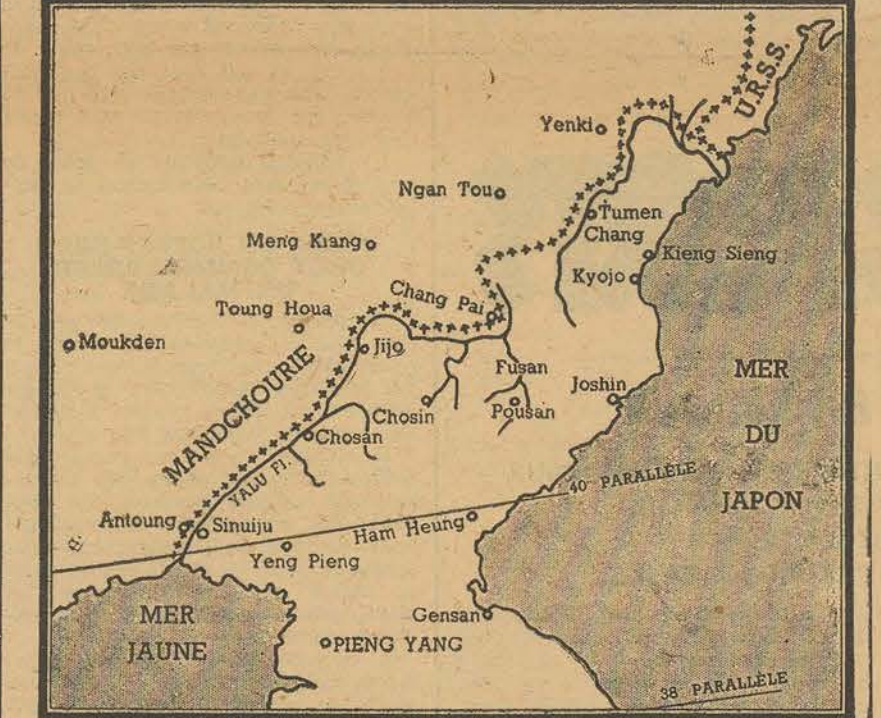 U.R.S.S.
Yenki
Ngan Tou
Tumen
Chang
Meng Kiang
Kieng Sieng
Kyojo
Chang Pai
Toung Houa
Moukden
Jijo
MANDCHOURIE
Fusan
MER
DU
JAPON
Joshin
Chosin
Pousan
Chosan
YALU Fl.
40 PARALLÈLE
Antoung
Sinuiju
Ham Heung
Yeng Pieng
MER
JAUNE
Gensan
PIENG YANG
38 PARALLÈLE